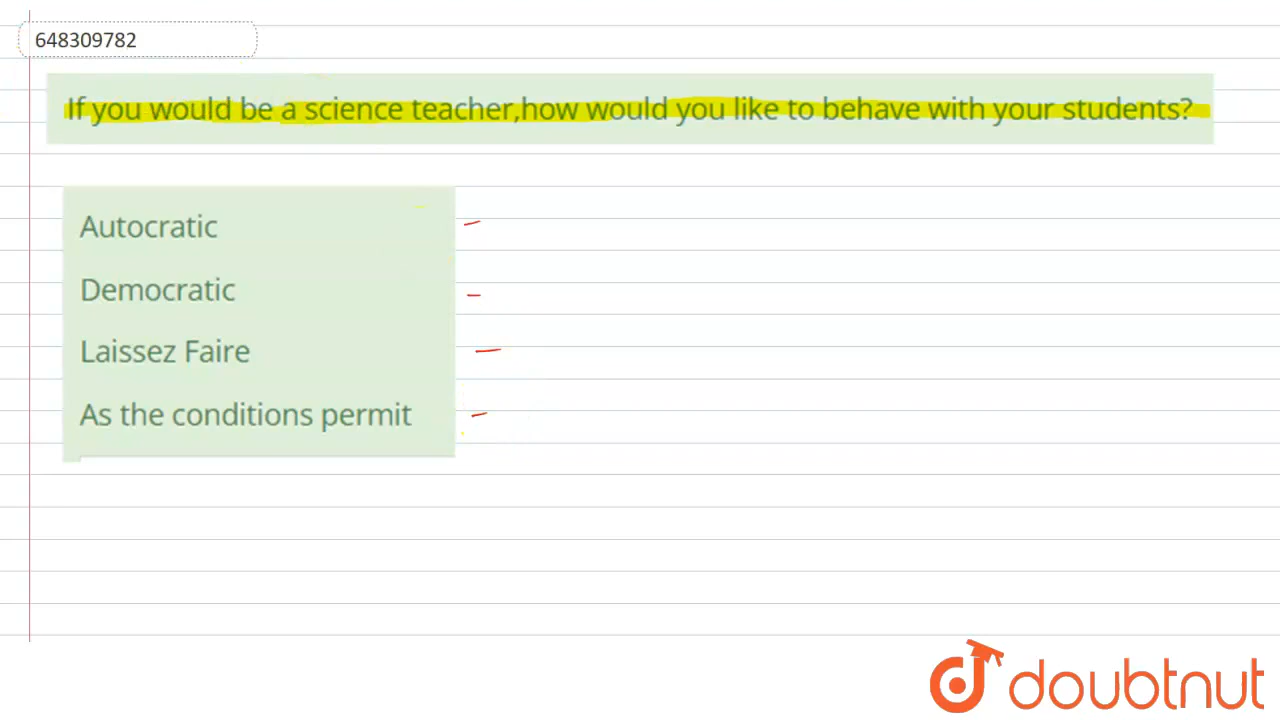 648309782
If you would be a science teacher,how would you like to behave with your students?
Autocratic
Democratic
Laissez Faire
As the conditions permit
doubtnut